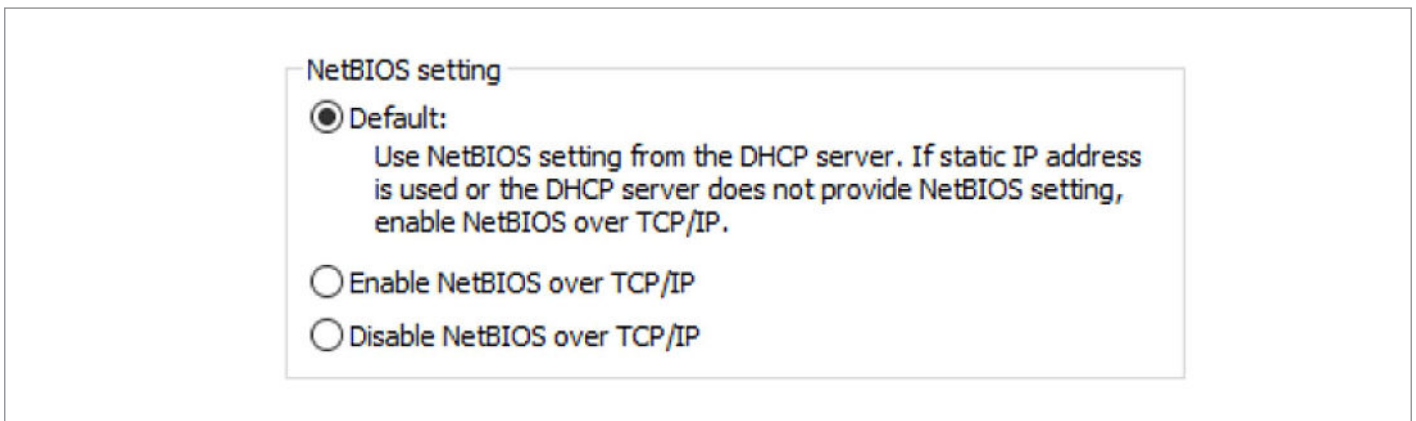 NetBIOS setting
Default:
Use NetBIOS setting from the DHCP server. If static IP address
is used or the DHCP server does not provide NetBIOS setting,
enable NetBIOS over TCP/IP.
Enable NetBIOS over TCP/IP
Disable NetBIOS over TCP/IP